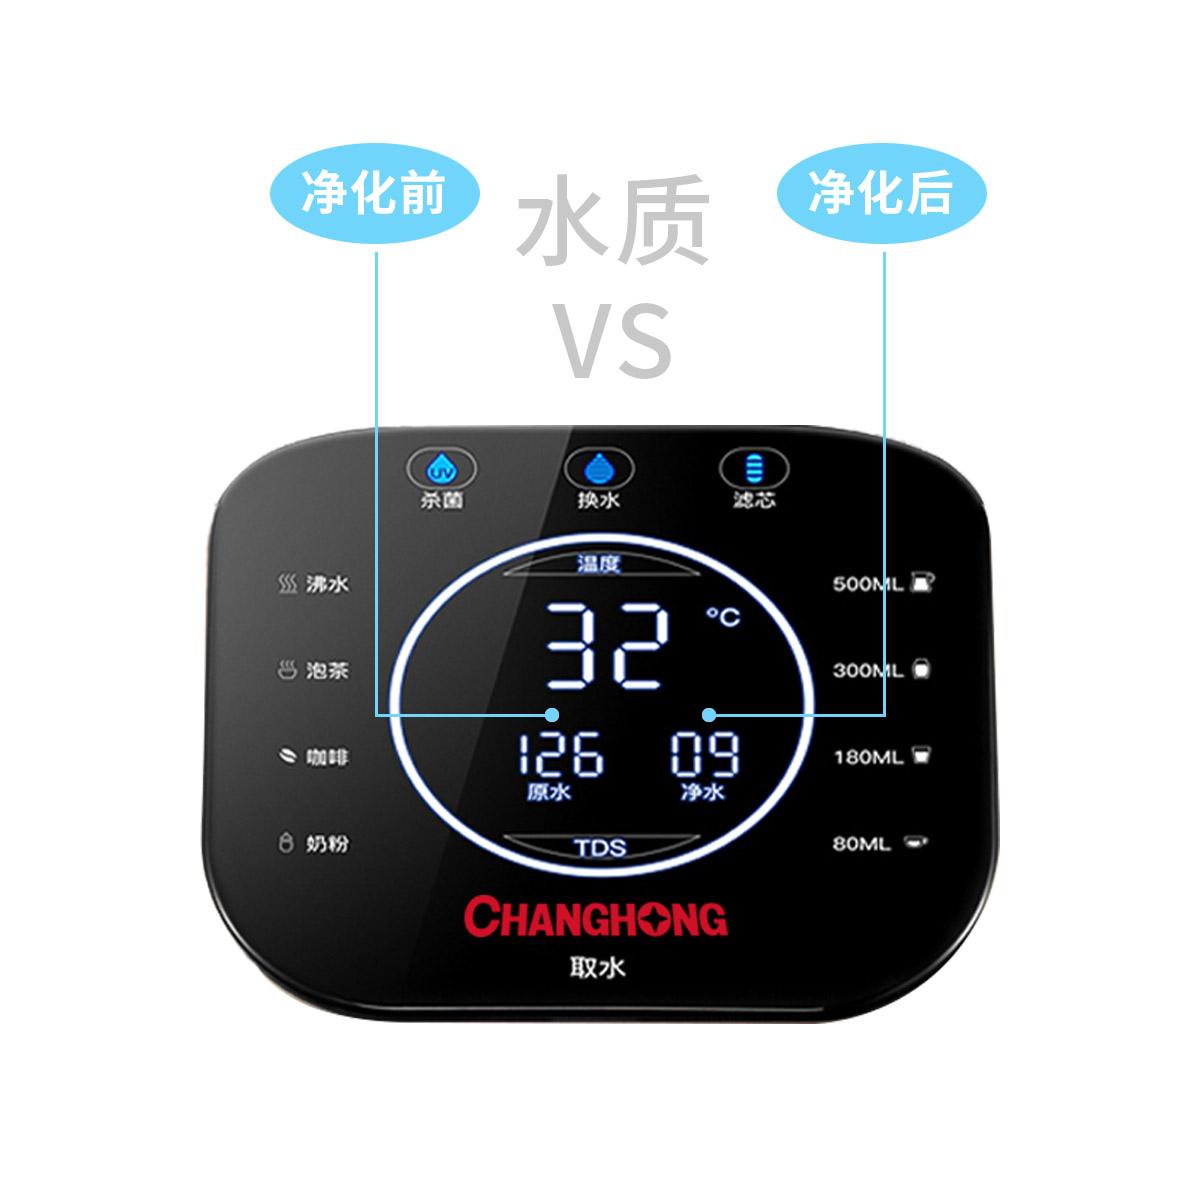 净化前
水质
净化后
VS
UV
杀菌
换水
滤芯
温度
沸水
32 °C
500ML
泡茶
300ML
126
09
咖啡
180ML
原水
净水
奶粉
TDS
80ML
CHANGHONG
取水